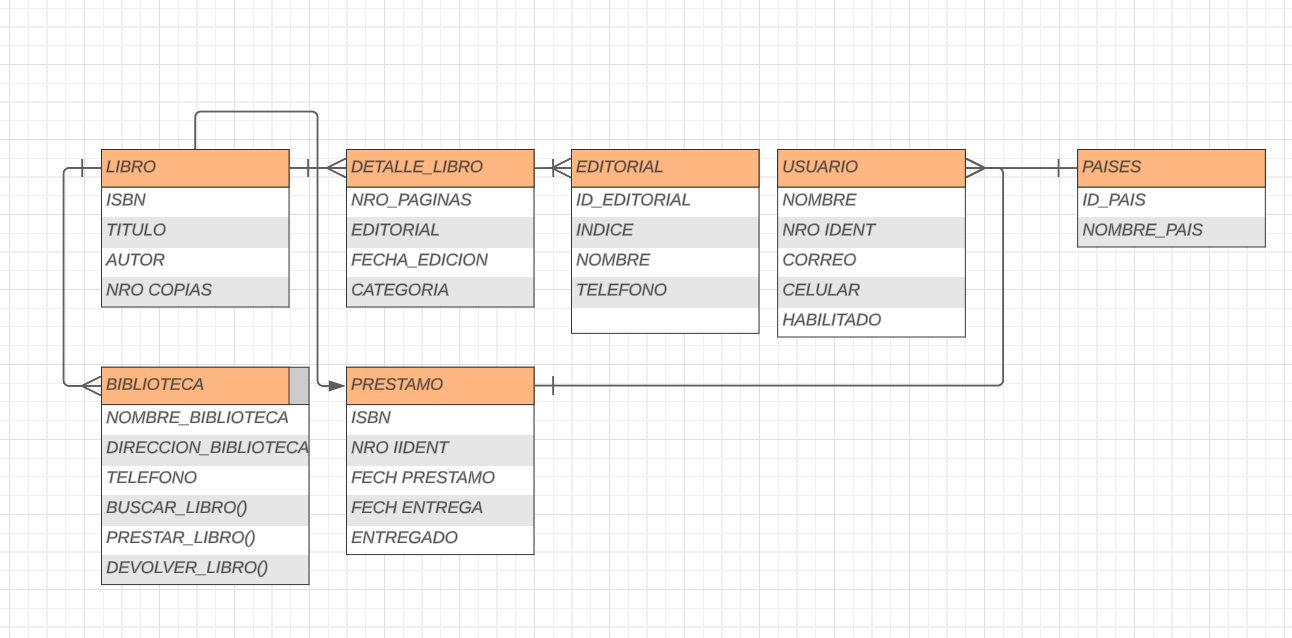 LIBRO
ISBN
TITULO
AUTOR
NRO COPIAS
DETALLE_LIBRO
NRO_PAGINAS
EDITORIAL
FECHA_EDICION
CATEGORIA
EDITORIAL
ID_EDITORIAL
INDICE
NOMBRE
TELEFONO
USUARIO
NOMBRE
NRO IDENT
CORREO
CELULAR
HABILITADO
PAISES
ID_PAIS
NOMBRE_PAIS
BIBLIOTECA
NOMBRE_BIBLIOTECA
DIRECCION_BIBLIOTECA
TELEFONO
BUSCAR_LIBRO()
PRESTAR_LIBRO()
DEVOLVER_LIBRO()
PRESTAMO
ISBN
NRO IIDENT
FECH PRESTAMO
FECH ENTREGA
ENTREGADO